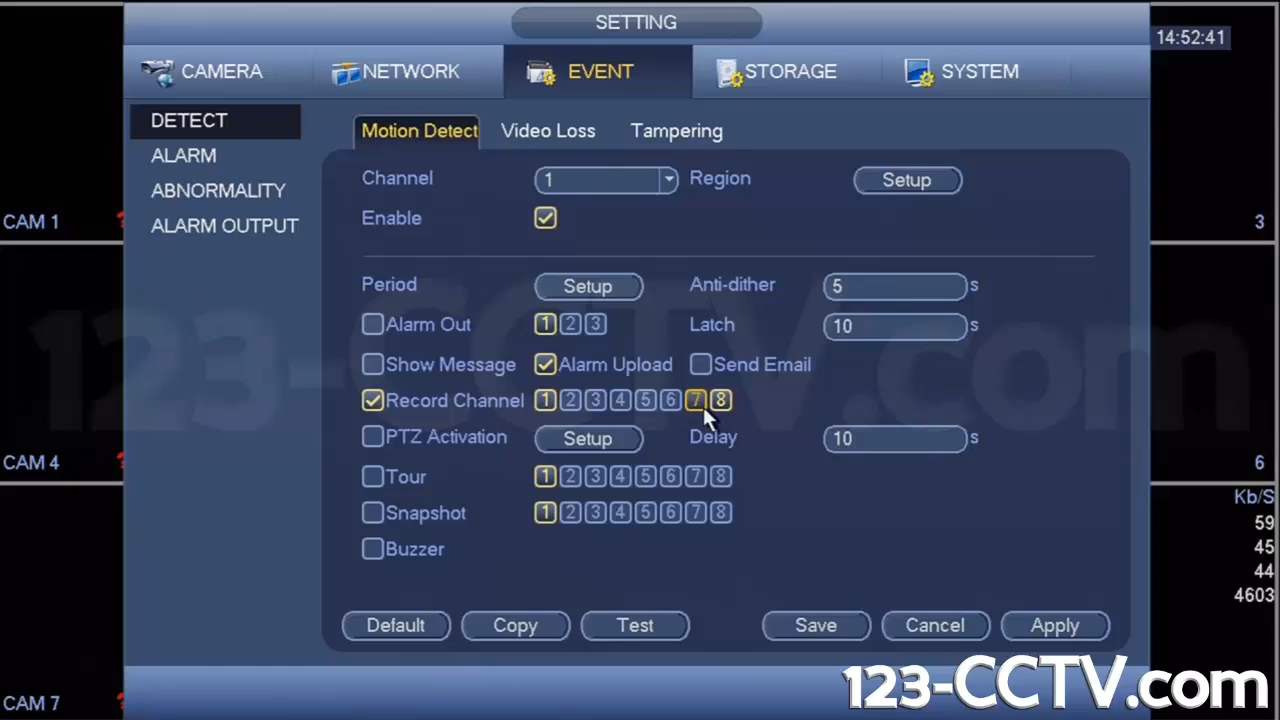 SETTING
14:52:41
CAMERA NETWORK EVENT STORAGE SYSTEM
DETECT
ALARM
ABNORMALITY
ALARM OUTPUT
Motion Detect Video Loss Tampering
Channel 1 Region Setup
Enable
Period Setup Anti-dither 5 s
Alarm Out 1 2 3 Latch 10 s
Show Message Alarm Upload Send Email
Record Channel 1 2 3 4 5 6 7 8
PTZ Activation Setup Delay 10 s
Tour 1 2 3 4 5 6 7 8
Snapshot 1 2 3 4 5 6 7 8
Buzzer
Default Copy Test Save Cancel Apply
CAM 1 ? 3
CAM 4 ? 6
Kb/S
59
45
44
4603
CAM 7 ?
123-CCTV.com
123-CCTV.com